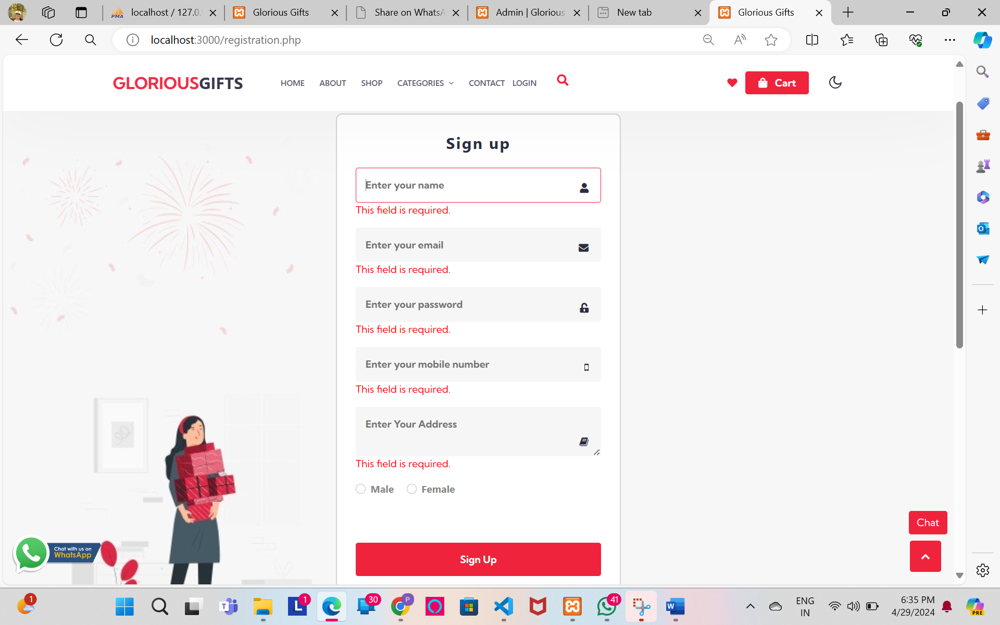 localhost / 127.0.
Glorious Gifts
Share on WhatsA
Admin | Glorious
New tab
Glorious Gifts
localhost:3000/registration.php
GLORIOUSGIFTS
HOME
ABOUT
SHOP
CATEGORIES
CONTACT
LOGIN
Cart
Sign up
Enter your name
This field is required.
Enter your email
This field is required.
Enter your password
This field is required.
Enter your mobile number
This field is required.
Enter Your Address
This field is required.
Male
Female
Sign Up
Chat
Chat with us on
WhatsApp
1
1
30
P
41
ENG
IN
6:35 PM
4/29/2024
PRE